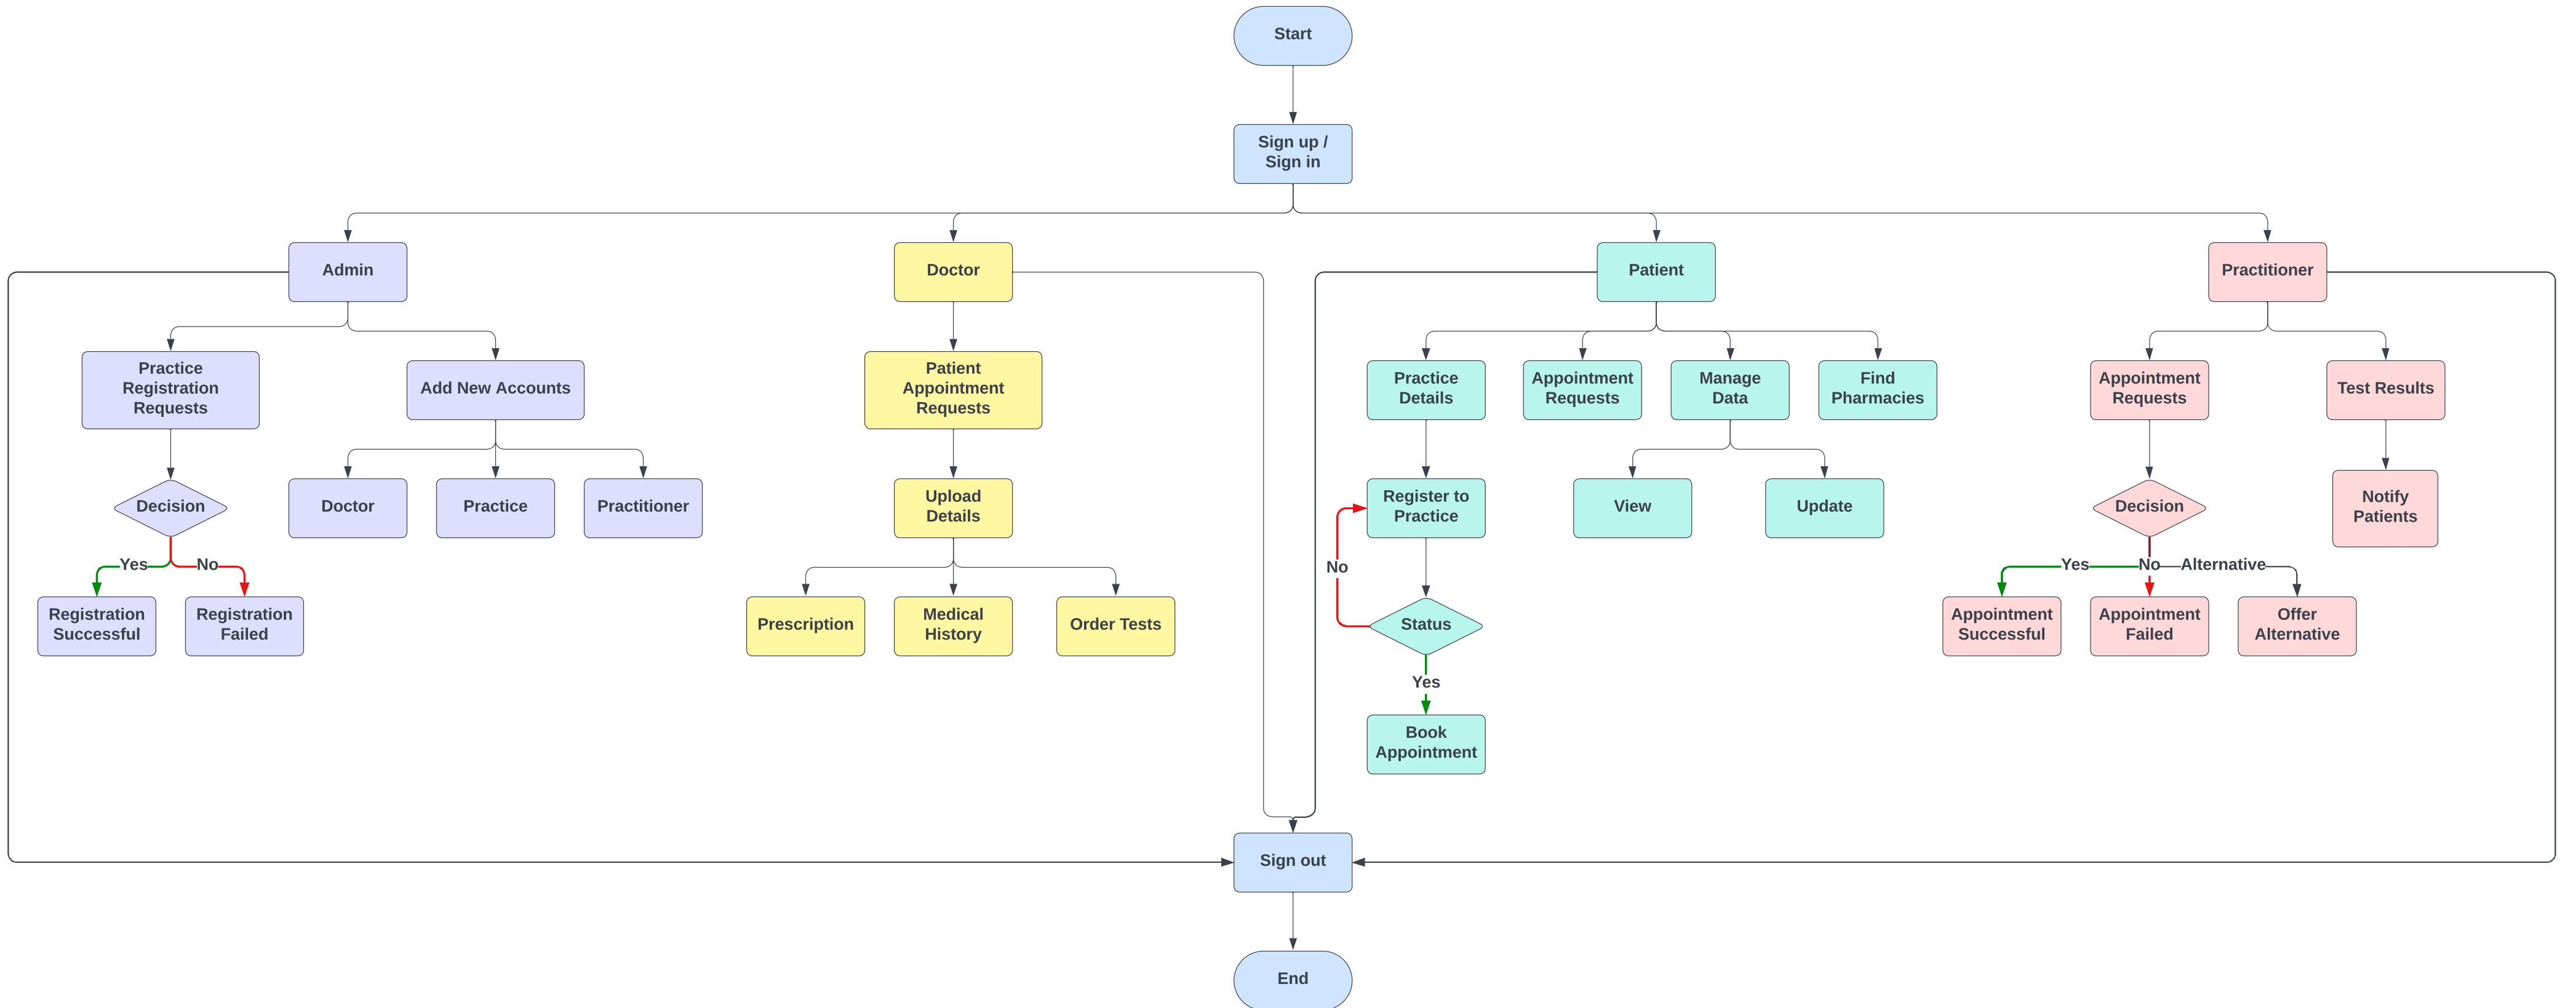 Start
Sign up /
Sign in
Admin
Doctor
Patient
Practitioner
Practice
Registration
Requests
Add New Accounts
Patient
Appointment
Requests
Practice
Details
Appointment
Requests
Manage
Data
Find
Pharmacies
Appointment
Requests
Test Results
Decision
Doctor
Practice
Practitioner
Upload
Details
Register to
Practice
View
Update
Decision
Notify
Patients
Yes
No
No
Yes
No
Alternative
Registration
Successful
Registration
Failed
Prescription
Medical
History
Order Tests
Status
Appointment
Successful
Appointment
Failed
Offer
Alternative
Yes
Book
Appointment
Sign out
End